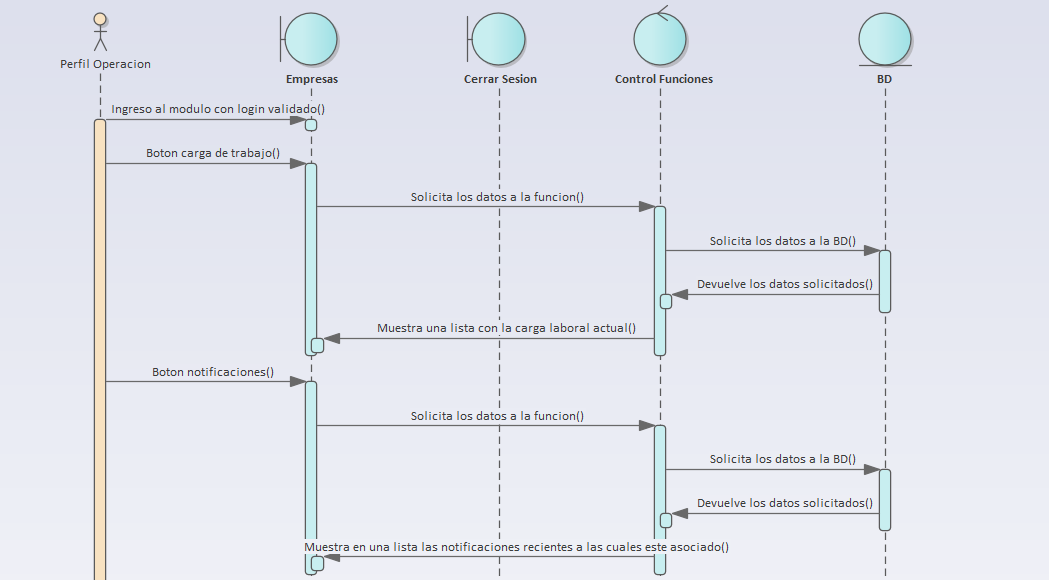 Perfil Operacion
Empresas
Cerrar Sesion
Control Funciones
BD
Ingreso al modulo con login validado()
Boton carga de trabajo()
Solicita los datos a la funcion()
Solicita los datos a la BD()
Devuelve los datos solicitados()
Muestra una lista con la carga laboral actual()
Boton notificaciones()
Solicita los datos a la funcion()
Solicita los datos a la BD()
Devuelve los datos solicitados()
Muestra en una lista las notificaciones recientes a las cuales este asociado()